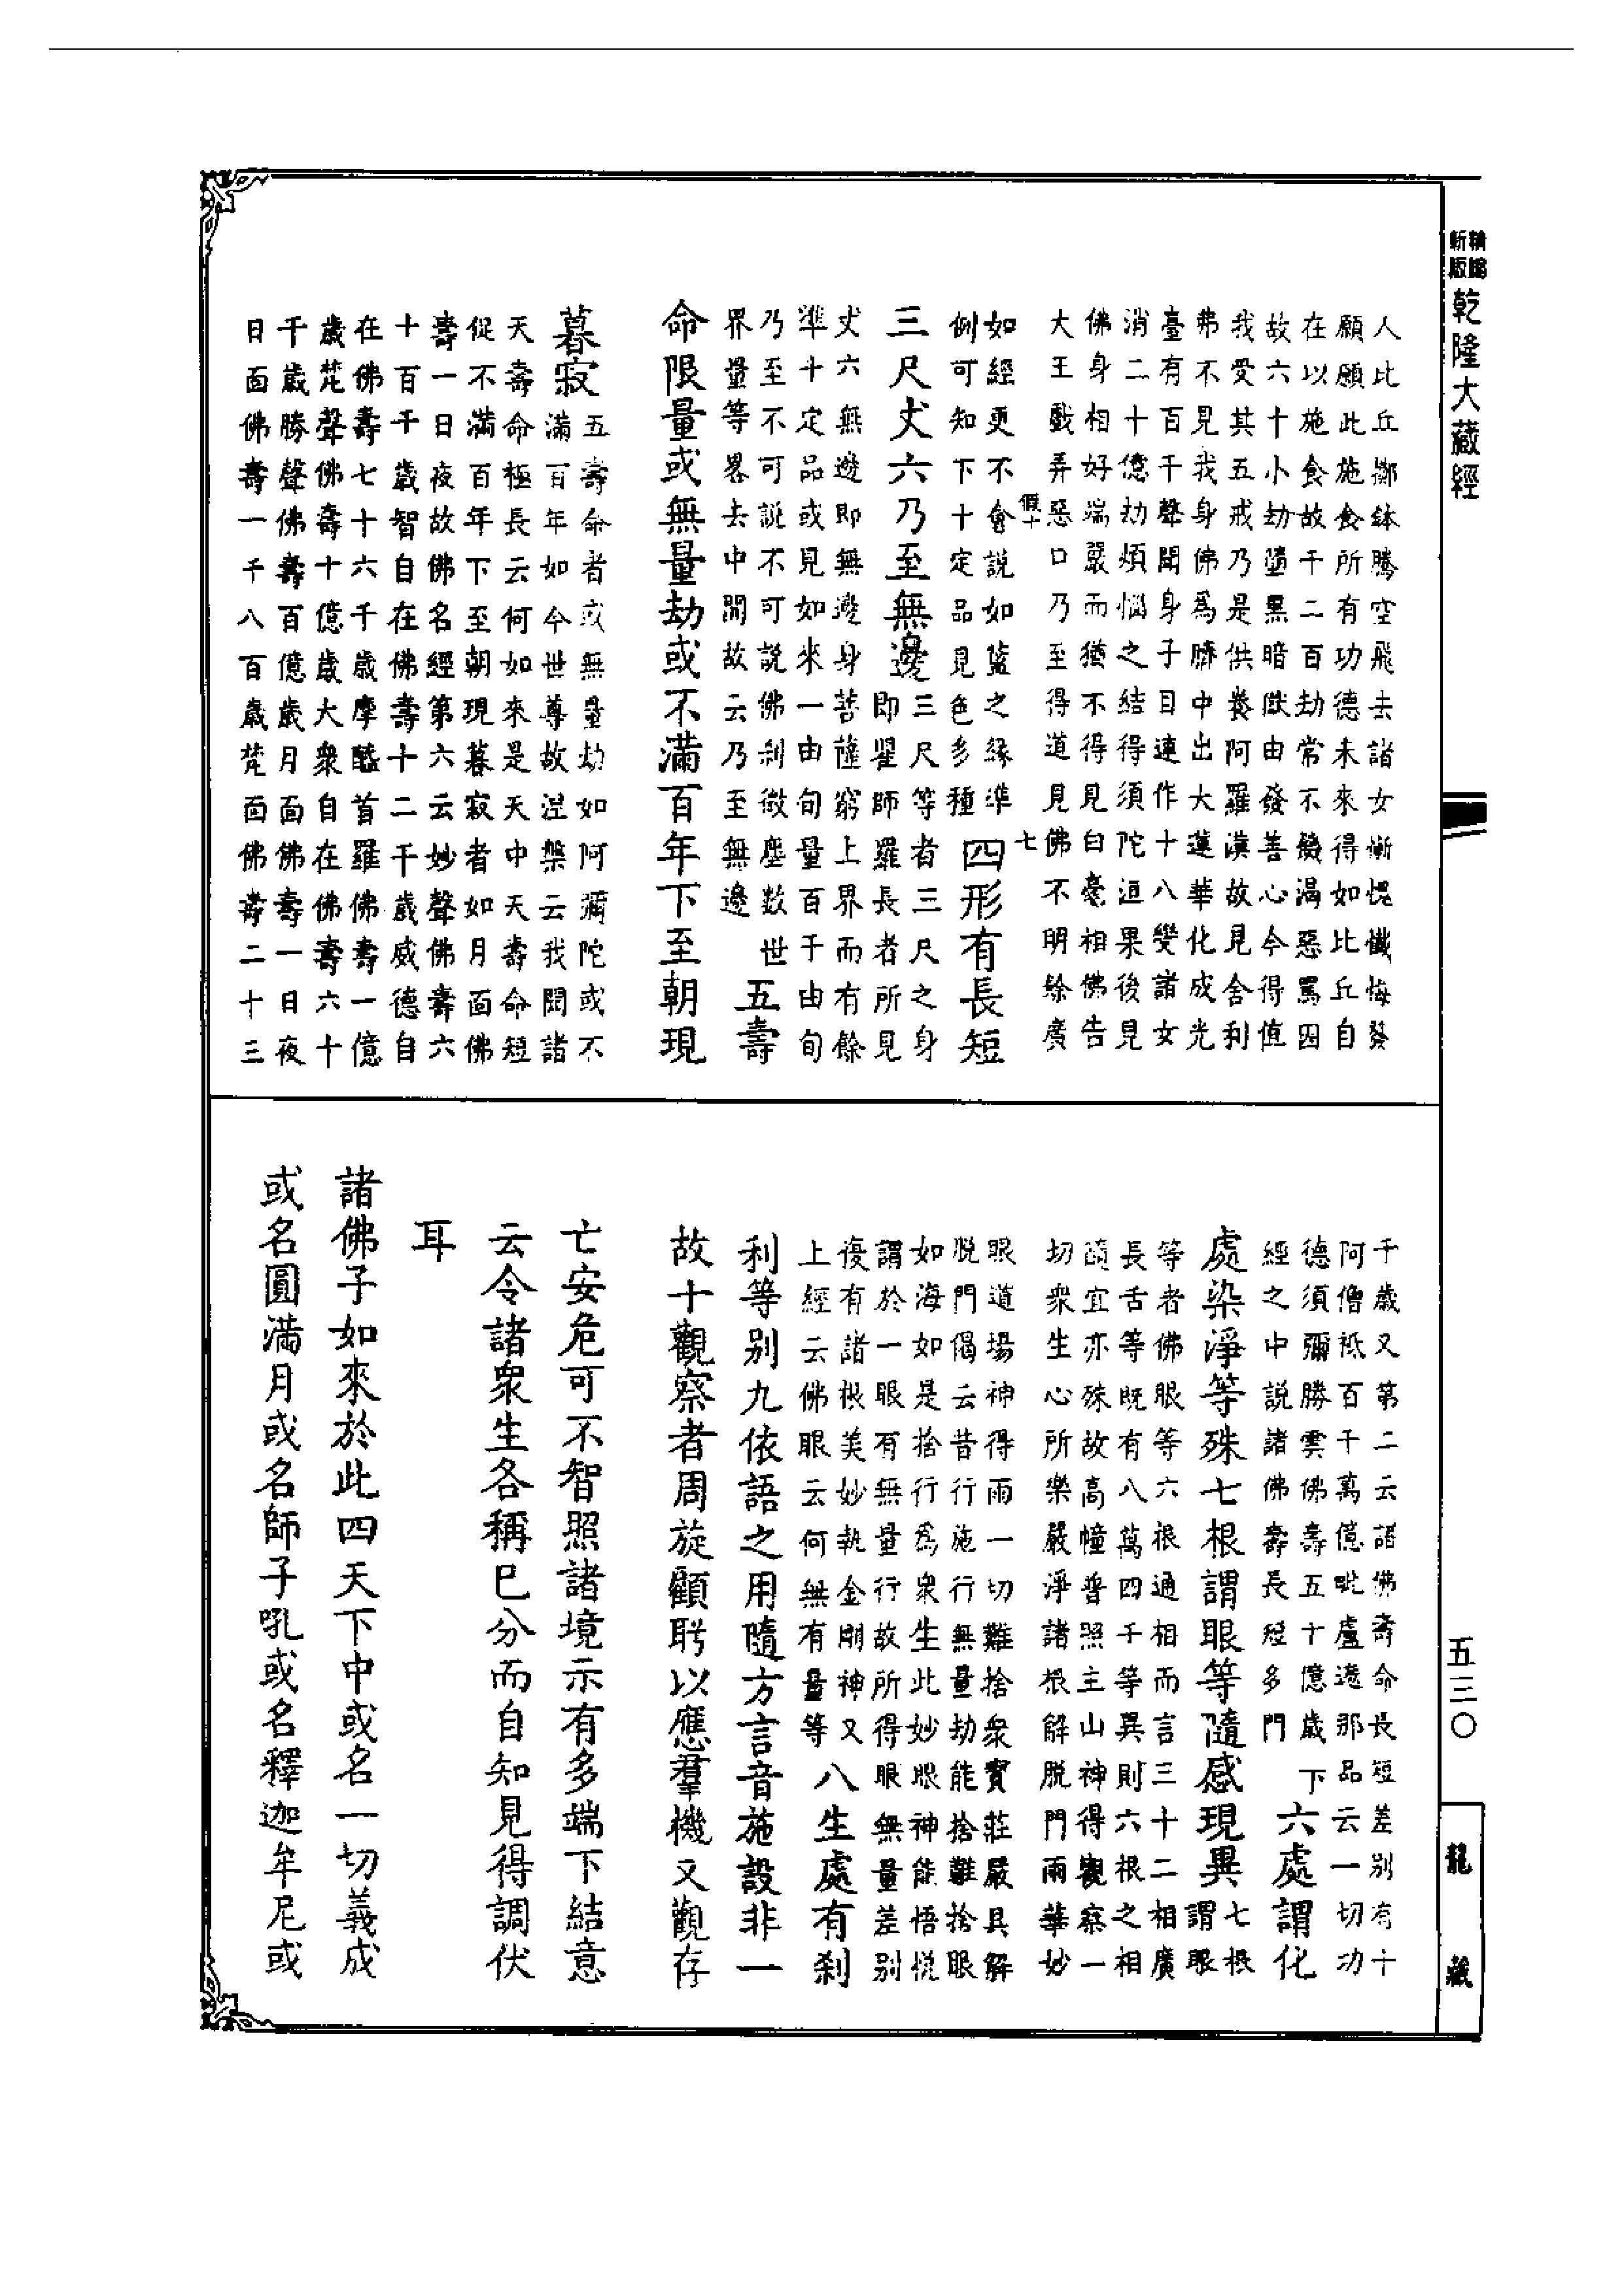 精鵰新版
乾隆大藏經
五三〇
龍藏
人比丘擲鉢騰空飛去諸女慚愧懺悔發
願願此施食所有功德未來得如比丘自
在以施食故千二百劫常不饑渴惡罵因
故六十小劫墮黑暗獄由發善心今得值
我受其五戒乃是供養阿羅漢故見舍利
弗不見我身佛爲臍中出大蓮華化成光
臺有百千聲聞身子目連作十八變諸女
消二十億劫煩惱之結得須陀洹果後見
佛身相好端嚴而猶不得見白毫相佛告
大王戲弄惡口乃至得道見佛不明餘廣
假十
七
如經更不會說如籃之緣準
例可知下十定品見色多種
四形有長短
三尺丈六乃至無邊
三尺等者三尺之身
即翟師羅長者所見
丈六無邊即無邊身菩薩窮上界而有餘
準十定品或見如來一由旬量百千由旬
乃至不可說不可說佛刹微塵數世
界量等畧去中間故云乃至無邊
五壽
命限量或無量劫或不滿百年下至朝現
暮寂
五壽命者或無量劫如阿彌陀或不
滿百年如今世尊故涅槃云我聞諸
天壽命極長云何如來是天中天壽命短
促不滿百年下至朝現暮寂者如月面佛
壽一日夜故佛名經第六云妙聲佛壽六
十百千歲智自在佛壽十二千歲威德自
在佛壽七十六千歲摩醯首羅佛壽一億
歲梵聲佛壽十億歲大衆自在佛壽六十
千歲勝聲佛壽百億歲月面佛壽一日夜
日面佛壽一千八百歲梵面佛壽二十三
千歲又第二云諸佛壽命長短差別有十
阿僧祇百千萬億毗盧遮那品云一切功
德須彌勝雲佛壽五十億歲下
經之中說諸佛壽長短多門
六處謂化
處染淨等殊七根謂眼等隨感現異
七根
謂眼
等者佛眼等六根通相而言三十二相廣
長舌等既有八萬四千等異則六根之相
隨宜亦殊故高幢普照主山神得觀察一
切衆生心所樂嚴淨諸根解脫門雨華妙
眼道場神得雨一切難捨衆寶莊嚴具解
脫門偈云昔行施行無量劫能捨難捨眼
如海如是捨行爲衆生此妙眼神能悟悅
謂於一眼有無量行故所得眼無量差別
復有諸根美妙執金剛神又
上經云佛眼云何無有量等
八生處有刹
利等別九依語之用隨方言音施設非一
故十觀察者周旋顧眄以應羣機又觀存
亡安危可不智照諸境示有多端下結意
云令諸衆生各稱巳分而自知見得調伏
耳
諸佛子如來於此四天下中或名一切義成
或名圓滿月或名師子吼或名釋迦牟尼或